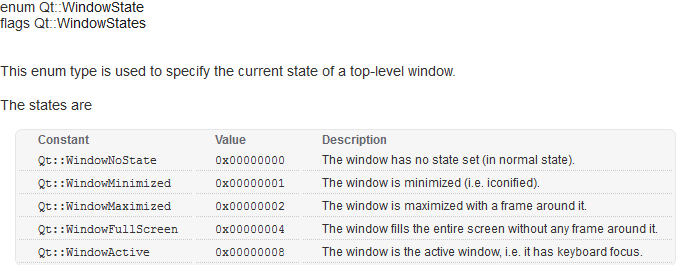 enum Qt::WindowState
flags Qt::WindowStates
This enum type is used to specify the current state of a top-level window.
The states are
Constant Value Description
Qt::WindowNoState 0x00000000 The window has no state set (in normal state).
Qt::WindowMinimized 0x00000001 The window is minimized (i.e. iconified).
Qt::WindowMaximized 0x00000002 The window is maximized with a frame around it.
Qt::WindowFullScreen 0x00000004 The window fills the entire screen without any frame around it.
Qt::WindowActive 0x00000008 The window is the active window, i.e. it has keyboard focus.